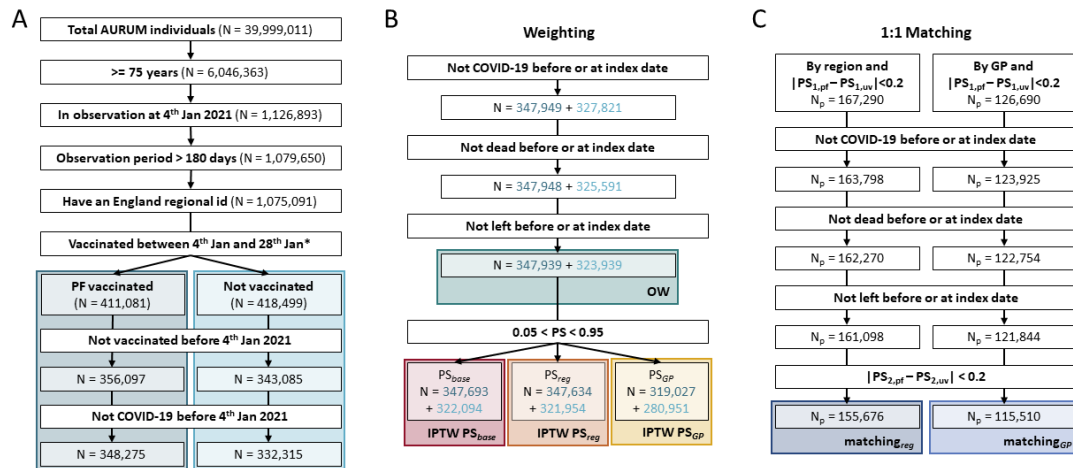 A
Total AURUM individuals (N = 39,999,011)
>= 75 years (N = 6,046,363)
In observation at 4th Jan 2021 (N = 1,126,893)
Observation period > 180 days (N = 1,079,650)
Have an England regional id (N = 1,075,091)
Vaccinated between 4th Jan and 28th Jan*
PF vaccinated
(N = 411,081)
Not vaccinated
(N = 418,499)
Not vaccinated before 4th Jan 2021
356,097
343,085
Not COVID-19 before 4th Jan 2021
348,275
332,315
B
Weighting
Not COVID-19 before or at index date
N = 347,949 + 327,821
Not dead before or at index date
N = 347,948 + 325,591
Not left before or at index date
N = 347,939 + 323,939
OW
0.05 < PS < 0.95
PSbase
N = 347,693
+ 322,094
IPTW PSbase
PSreg
N = 347,634
+ 321,954
IPTW PSreg
PSGP
N = 319,027
+ 280,951
IPTW PSGP
C
1:1 Matching
By region and
|PS1,pf − PS1,uv|<0.2
Np = 167,290
By GP and
|PS1,pf − PS1,uv|<0.2
Np = 126,690
Not COVID-19 before or at index date
Np = 163,798
Np = 123,925
Not dead before or at index date
Np = 162,270
Np = 122,754
Not left before or at index date
Np = 161,098
Np = 121,844
|PS2,pf − PS2,uv| < 0.2
Np = 155,676
matchingreg
Np = 115,510
matchingGP